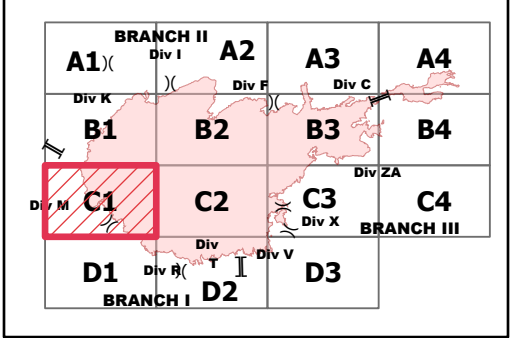 BRANCH II
A1 Div I A2 A3 A4
Div K Div F Div C
B1 B2 B3 B4
Div ZA
Div M C1 C2 C3 C4
Div X
BRANCH III
Div Div V
D1 Div R T D3
BRANCH I D2